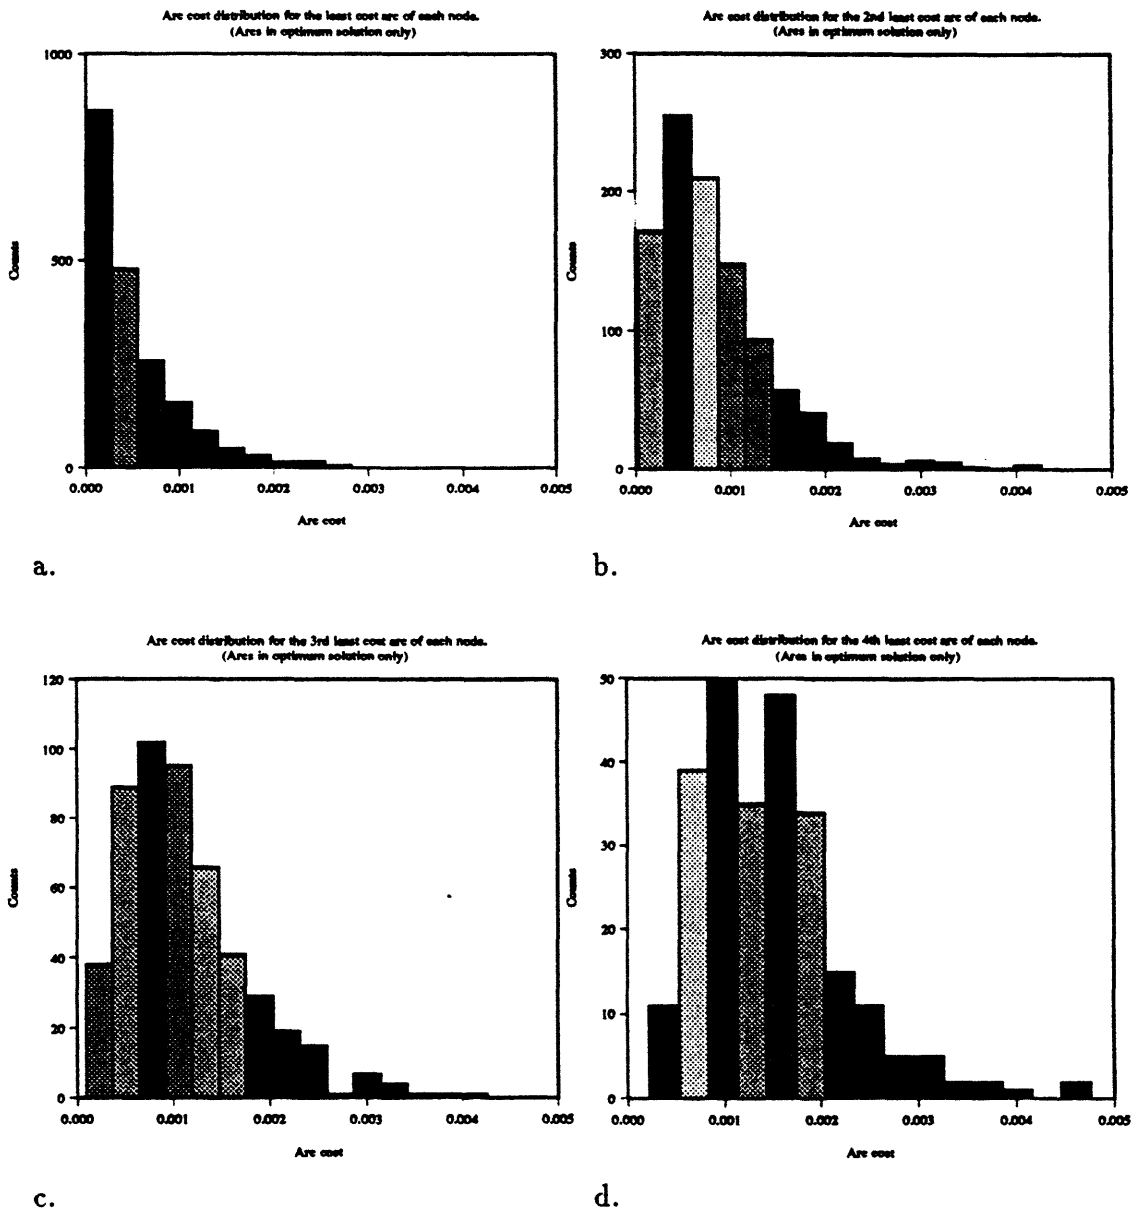 Arc cost distribution for the least cost arc of each node.
(Arcs in optimum solution only)
1000
500
0
Counts
0.000 0.001 0.002 0.003 0.004 0.005
Arc cost
a.
Arc cost distribution for the 2nd least cost arc of each node.
(Arcs in optimum solution only)
300
200
100
0
Counts
0.000 0.001 0.002 0.003 0.004 0.005
Arc cost
b.
Arc cost distribution for the 3rd least cost arc of each node.
(Arcs in optimum solution only)
120
100
80
60
40
20
0
Counts
0.000 0.001 0.002 0.003 0.004 0.005
Arc cost
c.
Arc cost distribution for the 4th least cost arc of each node.
(Arcs in optimum solution only)
50
40
30
20
10
0
Counts
0.000 0.001 0.002 0.003 0.004 0.005
Arc cost
d.